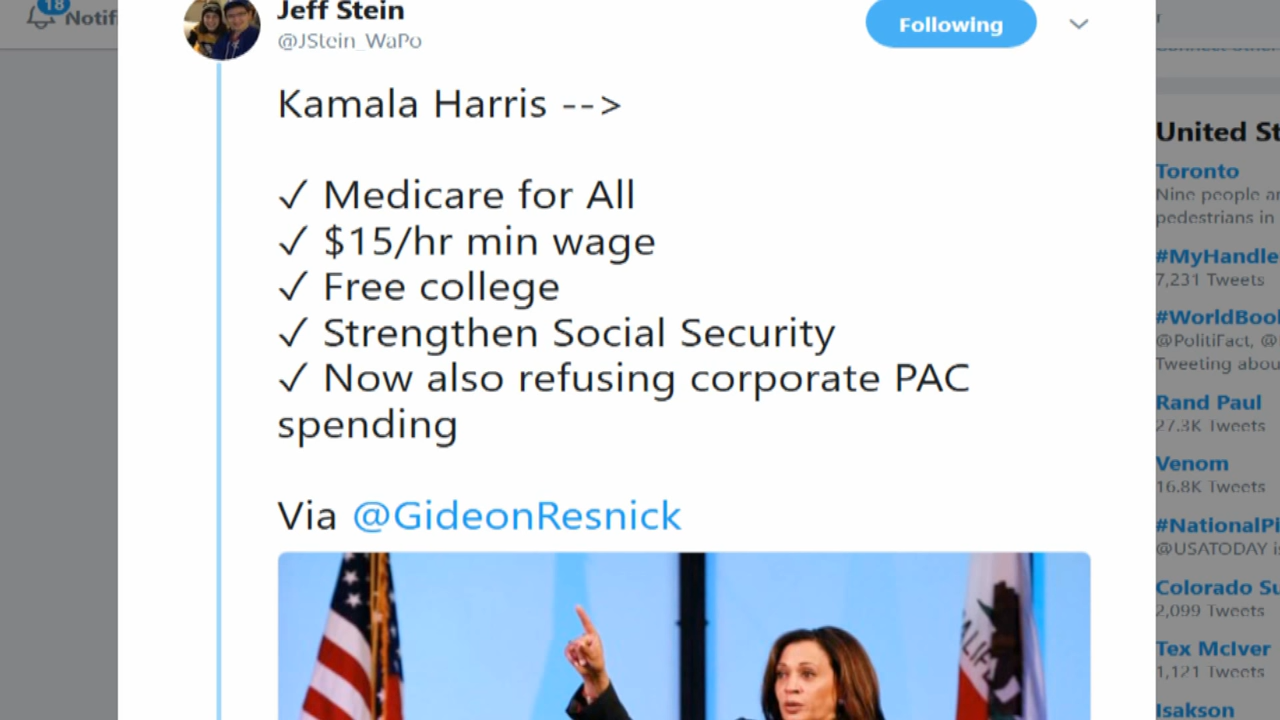 18
Notif
Jeff Stein
@JStein_WaPo
Following
Kamala Harris -->
✓ Medicare for All
✓ $15/hr min wage
✓ Free college
✓ Strengthen Social Security
✓ Now also refusing corporate PAC
spending
Via @GideonResnick
United St
Toronto
Nine people ar
pedestrians in
#MyHandle
7,231 Tweets
#WorldBook
@PolitiFact, @
Tweeting abou
Rand Paul
27.3K Tweets
Venom
16.8K Tweets
#NationalPi
@USATODAY is
Colorado Su
2,099 Tweets
Tex McIver
1,121 Tweets
Isakson